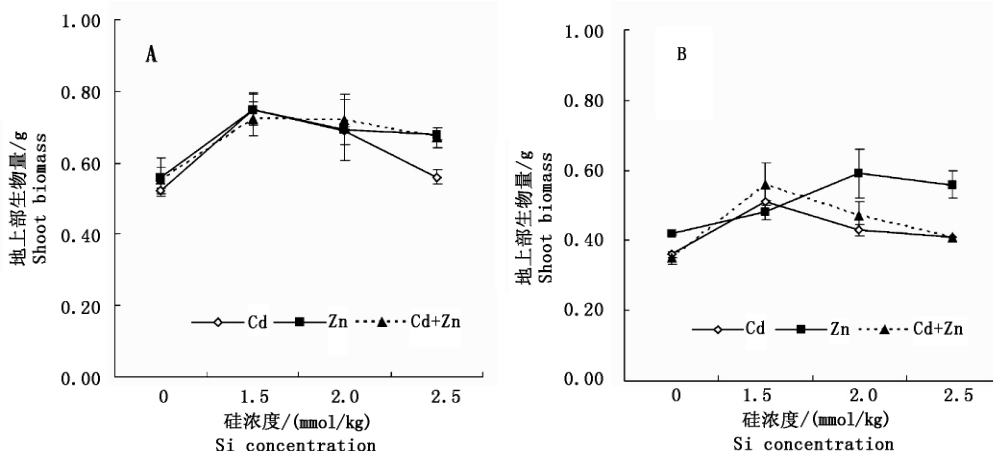 A
1.00
0.80
0.60
0.40
0.20
0.00
地上部生物量/g
Shoot biomass
Cd Zn Cd+Zn
0 1.5 2.0 2.5
硅浓度/(mmol/kg)
Si concentration
B
1.00
0.80
0.60
0.40
0.20
0.00
地上部生物量/g
Shoot biomass
Cd Zn Cd+Zn
0 1.5 2.0 2.5
硅浓度/(mmol/kg)
Si concentration